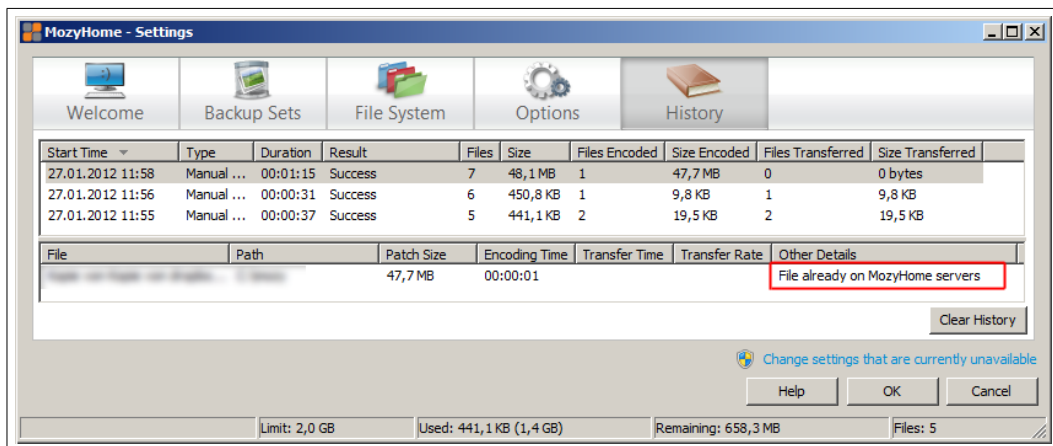 MozyHome - Settings
Welcome Backup Sets File System Options History
Start Time Type Duration Result Files Size Files Encoded Size Encoded Files Transferred Size Transferred
27.01.2012 11:58 Manual ... 00:01:15 Success 7 48,1 MB 1 47,7 MB 0 0 bytes
27.01.2012 11:56 Manual ... 00:00:31 Success 6 450,8 KB 1 9,8 KB 1 9,8 KB
27.01.2012 11:55 Manual ... 00:00:37 Success 5 441,1 KB 2 19,5 KB 2 19,5 KB
File Path Patch Size Encoding Time Transfer Time Transfer Rate Other Details
47,7 MB 00:00:01 File already on MozyHome servers
Clear History
Change settings that are currently unavailable
Help OK Cancel
Limit: 2,0 GB Used: 441,1 KB (1,4 GB) Remaining: 658,3 MB Files: 5